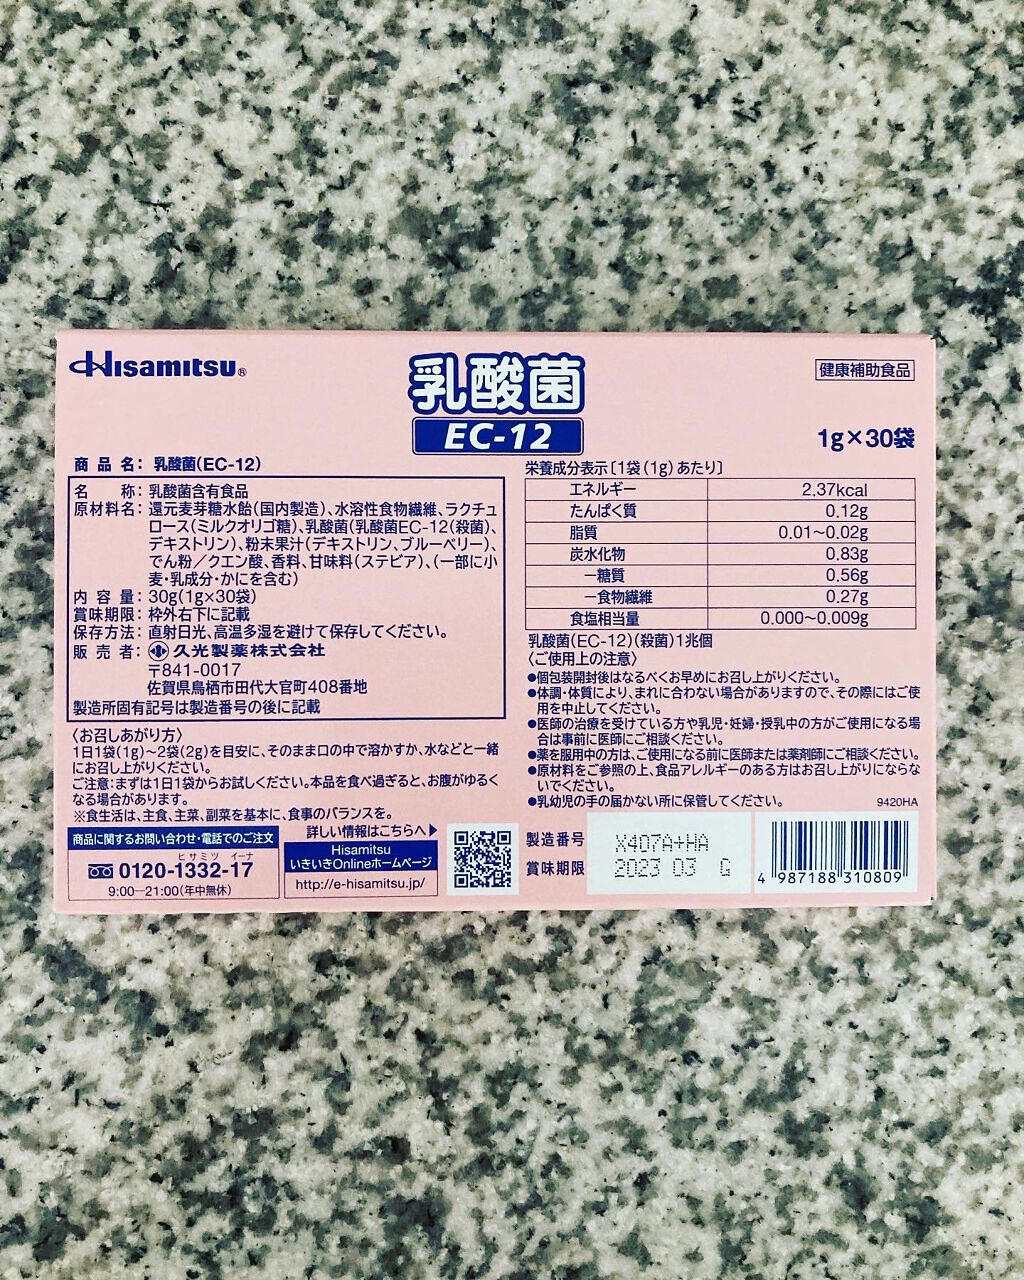 Hisamitsu®
乳酸菌
EC-12
健康補助食品
1g×30袋
商品名：乳酸菌(EC-12)
名称：乳酸菌含有食品
原材料名：還元麦芽糖水飴(国内製造)、水溶性食物繊維、ラクチュ
ロース(ミルクオリゴ糖)、乳酸菌(乳酸菌EC-12(殺菌)、
デキストリン)、粉末果汁(デキストリン、ブルーベリー)、
でん粉／クエン酸、香料、甘味料(ステビア)、(一部に小
麦・乳成分・かにを含む)
内容量：30g(1g×30袋)
賞味期限：枠外右下に記載
保存方法：直射日光、高温多湿を避けて保存してください。
販売者：久光製薬株式会社
〒841-0017
佐賀県鳥栖市田代大官町408番地
製造所固有記号は製造番号の後に記載
〈お召しあがり方〉
1日1袋(1g)～2袋(2g)を目安に、そのまま口の中で溶かすか、水などと一緒
にお召し上がりください。
ご注意:まずは1日1袋からお試しください。本品を食べ過ぎると、お腹がゆるく
なる場合があります。
※食生活は、主食、主菜、副菜を基本に、食事のバランスを。
商品に関するお問い合わせ・電話でのご注文
ヒサミツ イーナ
0120-1332-17
9:00―21:00(年中無休)
詳しい情報はこちらへ▶
Hisamitsu
いきいきOnlineホームページ
http://e-hisamitsu.jp/
栄養成分表示〔1袋(1g)あたり〕
エネルギー 2.37kcal
たんぱく質 0.12g
脂質 0.01～0.02g
炭水化物 0.83g
－糖質 0.56g
－食物繊維 0.27g
食塩相当量 0.000～0.009g
乳酸菌(EC-12)(殺菌)1兆個
〈ご使用上の注意〉
●個包装開封後はなるべくお早めにお召し上がりください。
●体調・体質により、まれに合わない場合がありますので、その際にはご使
用を中止してください。
●医師の治療を受けている方や乳児・妊婦・授乳中の方がご使用になる場
合は事前に医師にご相談ください。
●薬を服用中の方は、ご使用になる前に医師または薬剤師にご相談ください。
●原材料をご参照の上、食品アレルギーのある方はお召し上がりにならな
いでください。
●乳幼児の手の届かない所に保管してください。
9420HA
製造番号 X407A+HA
賞味期限 2023 03 G
4 987188 310809